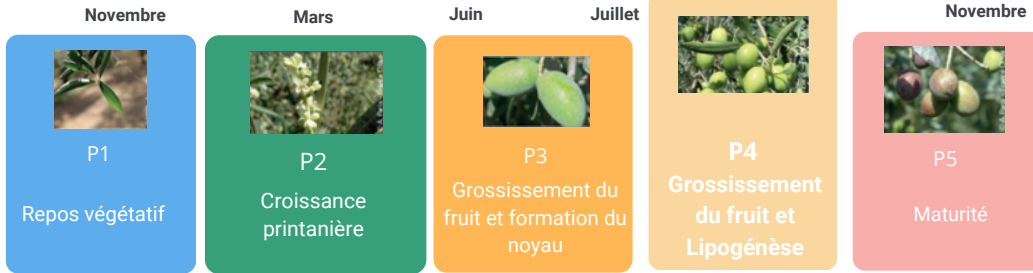 Novembre
Mars
Juin
Juillet
Novembre
P1
Repos végétatif
P2
Croissance
printanière
P3
Grossissement du
fruit et formation du
noyau
P4
Grossissement
du fruit et
Lipogénèse
P5
Maturité